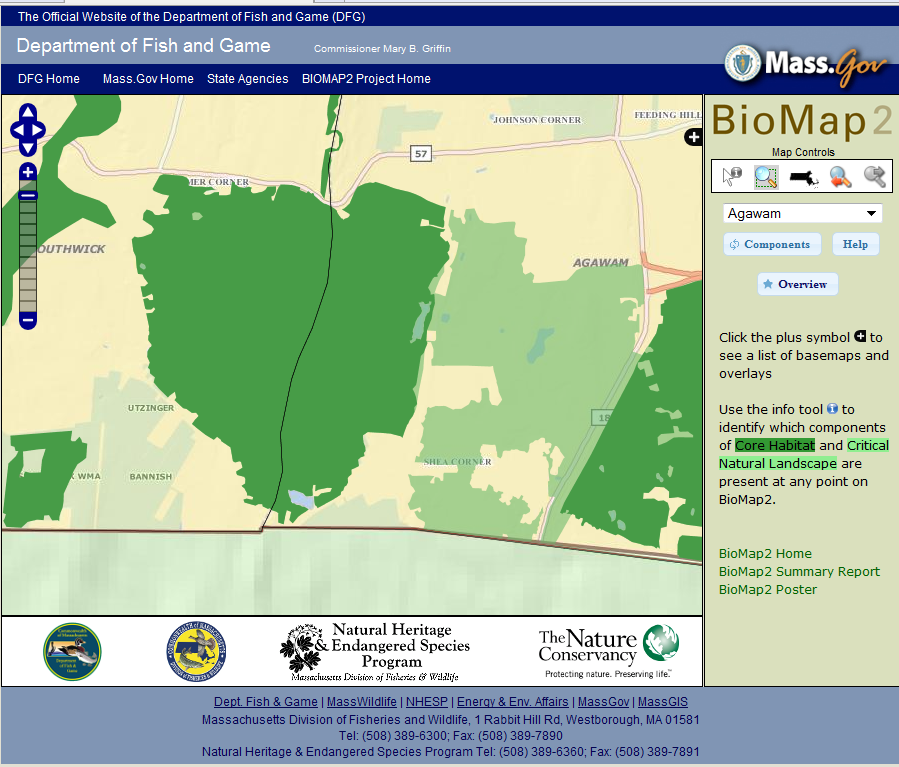 The Official Website of the Department of Fish and Game (DFG)
Department of Fish and Game Commissioner Mary B. Griffin
Mass.Gov
DFG Home Mass.Gov Home State Agencies BIOMAP2 Project Home
BioMap2
Map Controls
Agawam
Components Help
Overview
Click the plus symbol to
see a list of basemaps and
overlays
Use the info tool to
identify which components
of Core Habitat and Critical
Natural Landscape are
present at any point on
BioMap2.
BioMap2 Home
BioMap2 Summary Report
BioMap2 Poster
JOHNSON CORNER
FEEDING HILL
57
MER CORNER
OUTHWICK
AGAWAM
UTZINGER
18
SHEA CORNER
WMA
BANNISH
Natural Heritage
& Endangered Species
Program
Massachusetts Division of Fisheries & Wildlife
The Nature
Conservancy
Protecting nature. Preserving life.™
Dept. Fish & Game | MassWildlife | NHESP | Energy & Env. Affairs | MassGov | MassGIS
Massachusetts Division of Fisheries and Wildlife, 1 Rabbit Hill Rd, Westborough, MA 01581
Tel: (508) 389-6300; Fax: (508) 389-7890
Natural Heritage & Endangered Species Program Tel: (508) 389-6360; Fax: (508) 389-7891